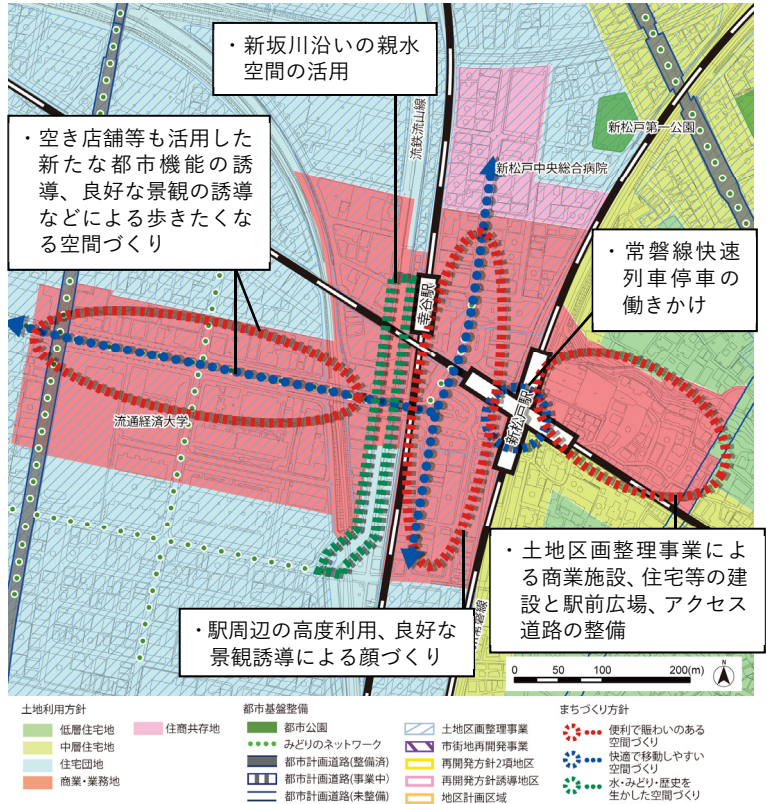 ・新坂川沿いの親水
空間の活用
・空き店舗等も活用した
新たな都市機能の誘
導、良好な景観の誘導
などによる歩きたくな
る空間づくり
流鉄流山線
新松戸第一公園
新松戸中央総合病院
・常磐線快速
列車停車の
働きかけ
幸谷駅
新松戸駅
流通経済大学
・土地区画整理事業によ
る商業施設、住宅等の建
設と駅前広場、アクセス
道路の整備
・駅周辺の高度利用、良好な
景観誘導による顔づくり
常磐線
0 50 100 200(m)
N
土地利用方針
低層住宅地
中層住宅地
住宅団地
商業・業務地
住商共存地
都市基盤整備
都市公園
みどりのネットワーク
都市計画道路(整備済)
都市計画道路(事業中)
都市計画道路(未整備)
土地区画整理事業
市街地再開発事業
再開発方針2項地区
再開発方針誘導地区
地区計画区域
まちづくり方針
便利で賑わいのある
空間づくり
快適で移動しやすい
空間づくり
水・みどり・歴史を
生かした空間づくり